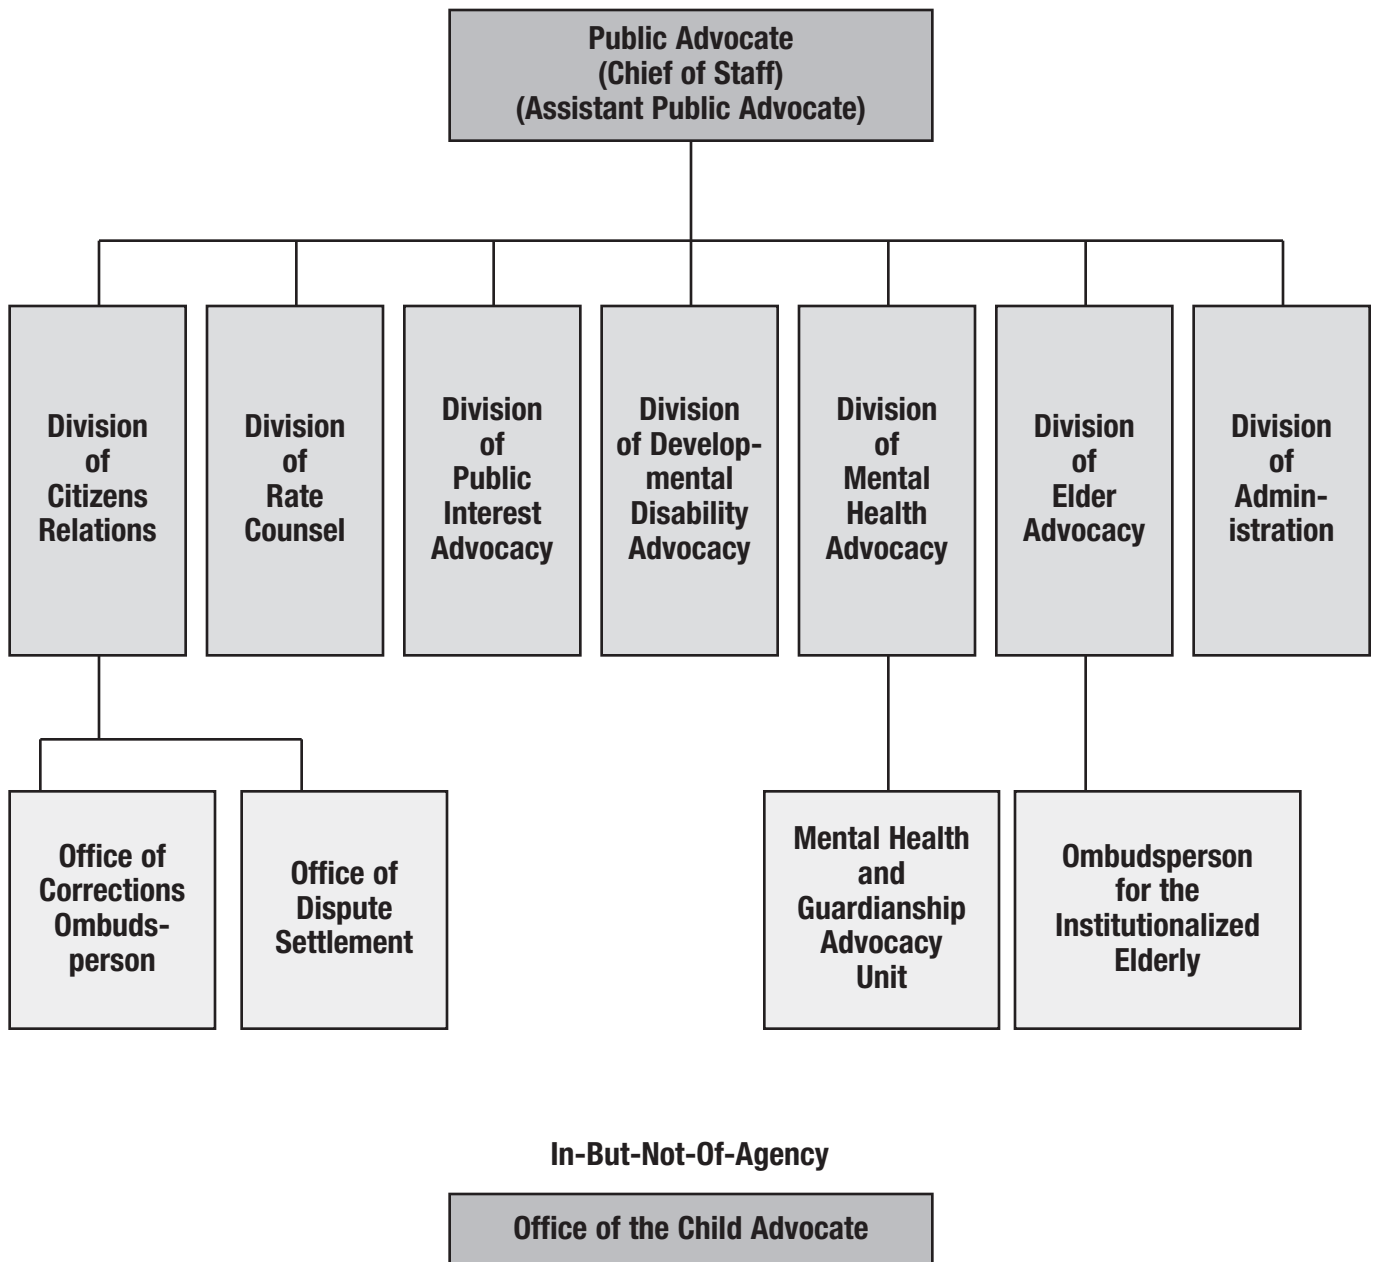 Public Advocate
(Chief of Staff)
(Assistant Public Advocate)
Division
of
Citizens
Relations
Division
of
Rate
Counsel
Division
of
Public
Interest
Advocacy
Division
of Develop-
mental
Disability
Advocacy
Division
of
Mental
Health
Advocacy
Division
of
Elder
Advocacy
Division
of
Admin-
istration
Office of
Corrections
Ombuds-
person
Office of
Dispute
Settlement
Mental Health
and
Guardianship
Advocacy
Unit
Ombudsperson
for the
Institutionalized
Elderly
In-But-Not-Of-Agency
Office of the Child Advocate